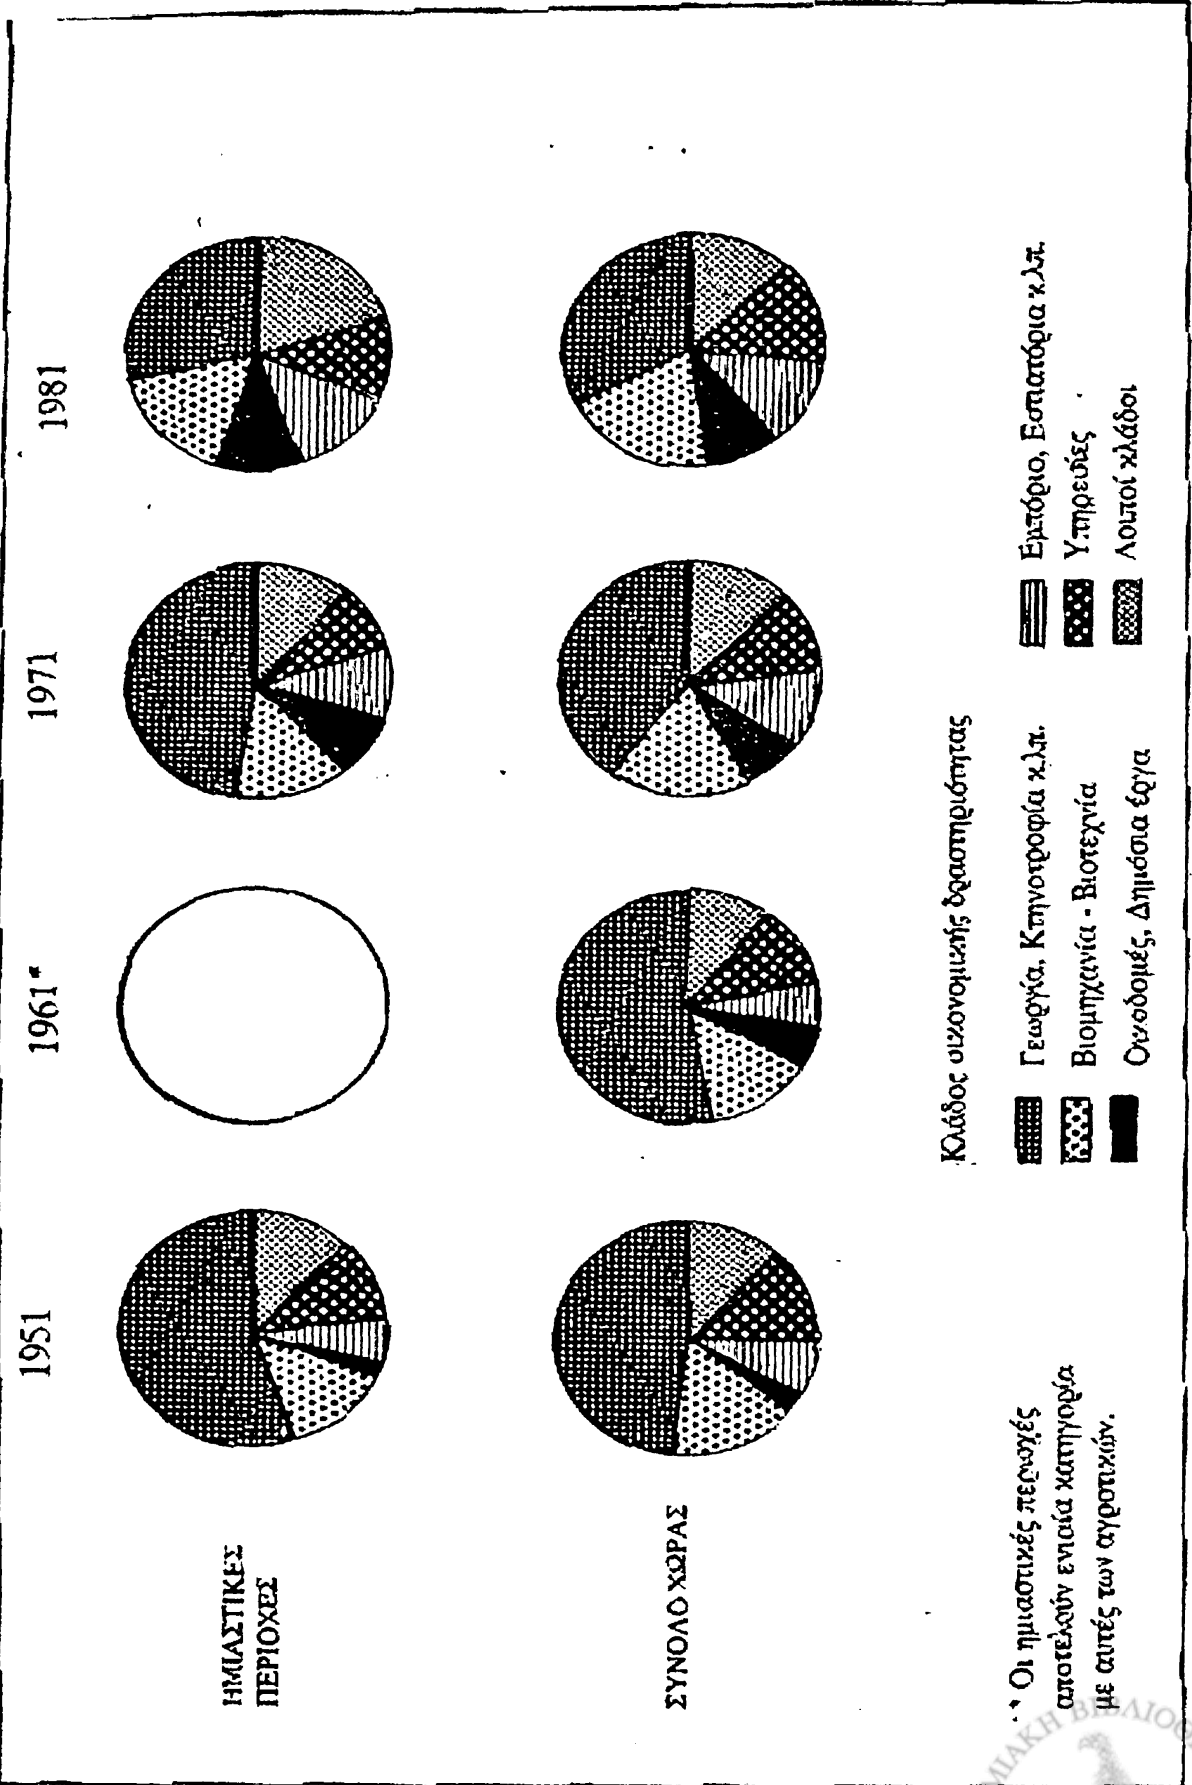 1951
1961*
1971
1981
ΗΜΙΑΣΤΙΚΕΣ
ΠΕΡΙΟΧΕΣ
ΣΥΝΟΛΟ ΧΩΡΑΣ
Κλάδος οικονομικής δραστηριότητας
Γεωργία, Κτηνοτροφία κ.λπ.
Βιομηχανία - Βιοτεχνία
Οικοδομές, Δημόσια έργα
Εμπόριο, Εστιατόρια κ.λπ.
Υπηρεσίες
Λοιποί κλάδοι
* Οι ημιαστικές περιοχές
αποτελούν ενιαία κατηγορία
με αυτές των αγροτικών.